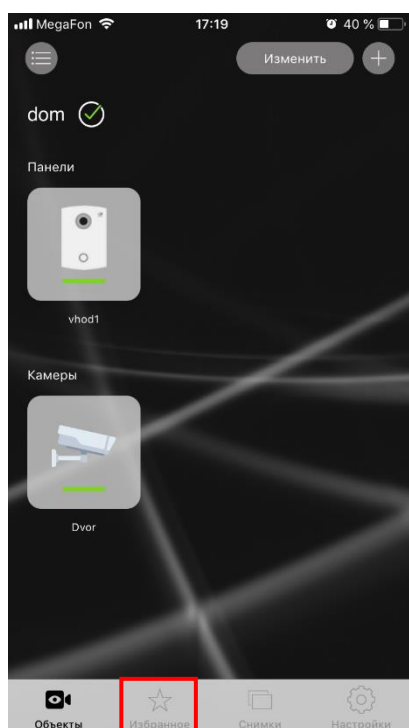 MegaFon 17:19 40 %
Изменить
dom
Панели
vhod1
Камеры
Dvor
Объекты Избранное Снимки Настройки